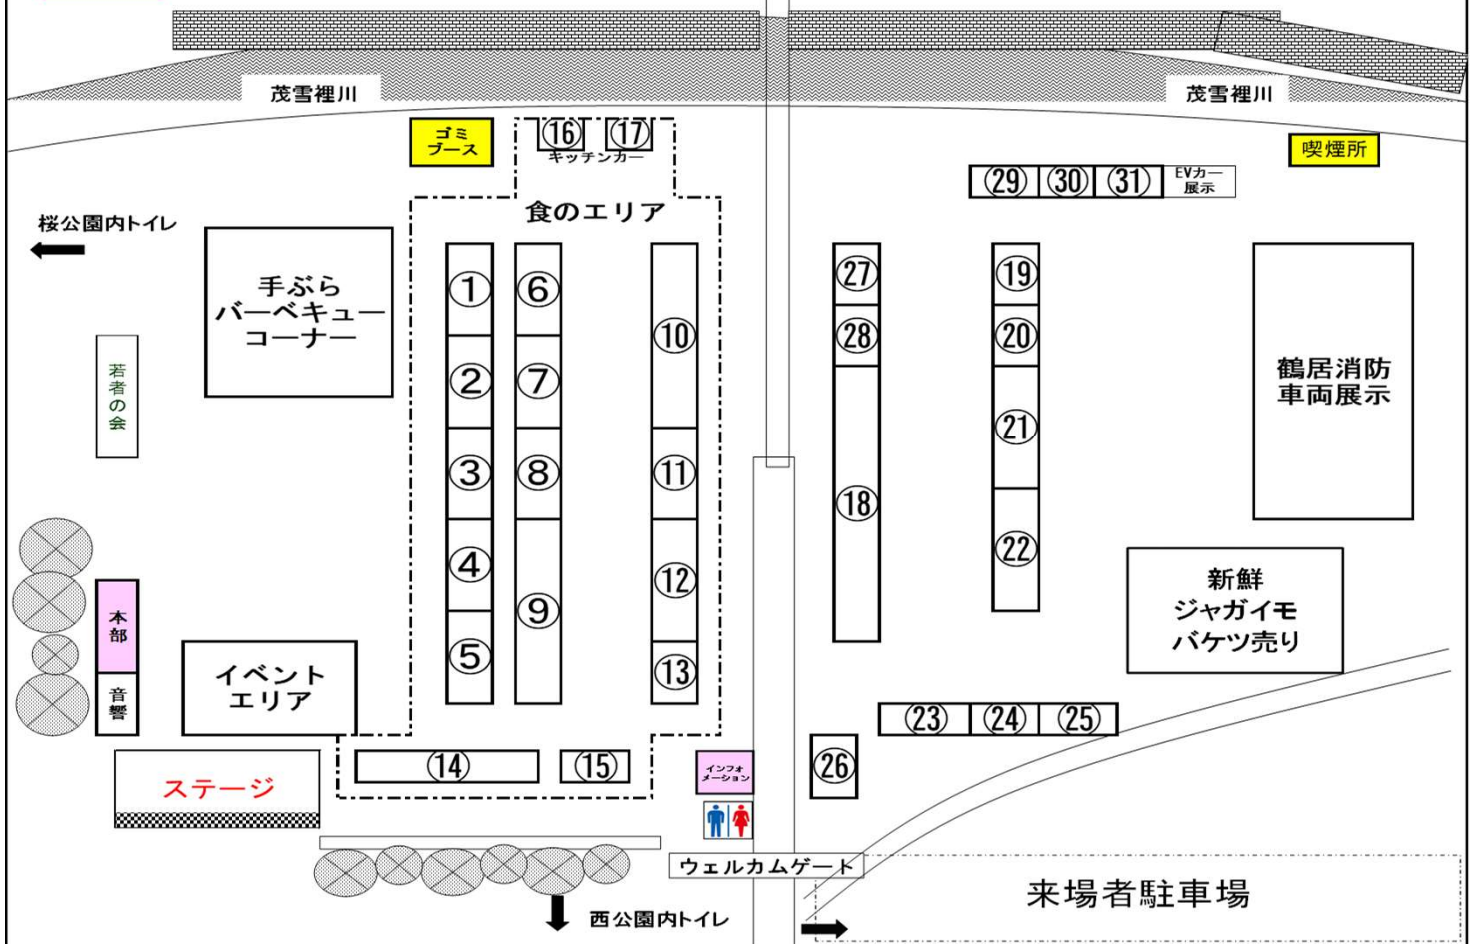 茂雪裡川
茂雪裡川
ゴミ
ブース
⑯
⑰
キッチンカー
喫煙所
㉙
㉚
㉛
EVカー
展示
食のエリア
桜公園内トイレ
手ぶら
バーベキュー
コーナー
①
②
③
④
⑤
⑥
⑦
⑧
⑨
⑩
⑪
⑫
⑬
㉗
㉘
⑱
⑲
⑳
㉑
㉒
鶴居消防
車両展示
若者の会
新鮮
ジャガイモ
バケツ売り
本部
音響
イベント
エリア
㉓
㉔
㉕
⑭
⑮
インフォ
メーション
㉖
ステージ
ウェルカムゲート
西公園内トイレ
来場者駐車場